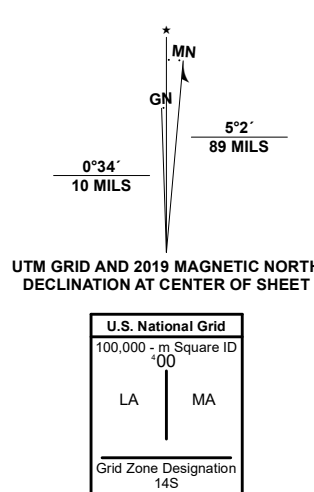 ★
MN
GN
5°2´
89 MILS
0°34´
10 MILS
UTM GRID AND 2019 MAGNETIC NORTH
DECLINATION AT CENTER OF SHEET
U.S. National Grid
100,000 - m Square ID
⁴00
LA MA
Grid Zone Designation
14S